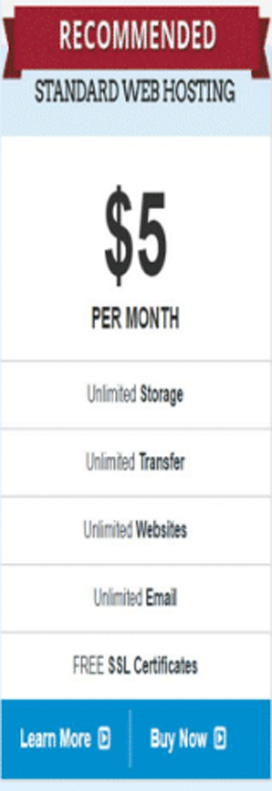 RECOMMENDED
STANDARD WEB HOSTING
$5
PER MONTH
Unlimited Storage
Unlimited Transfer
Unlimited Websites
Unlimited Email
FREE SSL Certificates
Learn More Buy Now